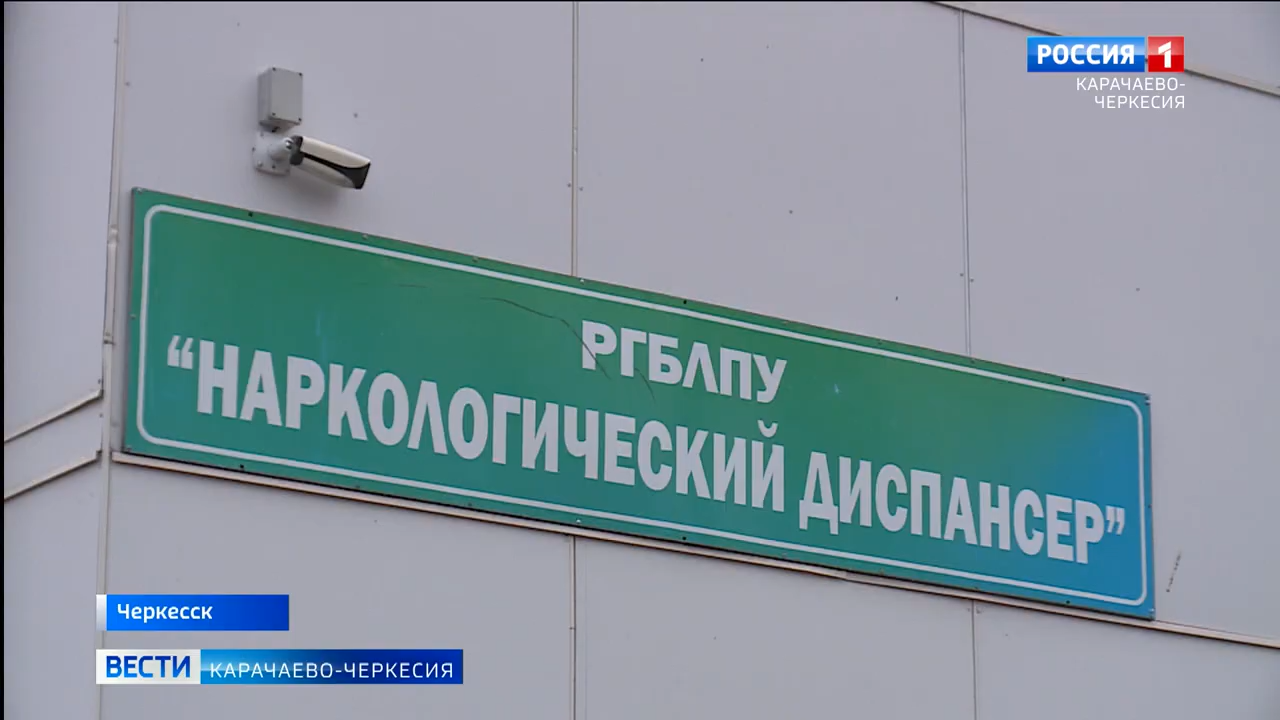 РОССИЯ 1
КАРАЧАЕВО-
ЧЕРКЕСИЯ
РГБЛПУ
“НАРКОЛОГИЧЕСКИЙ ДИСПАНСЕР”
Черкесск
ВЕСТИ КАРАЧАЕВО-ЧЕРКЕСИЯ